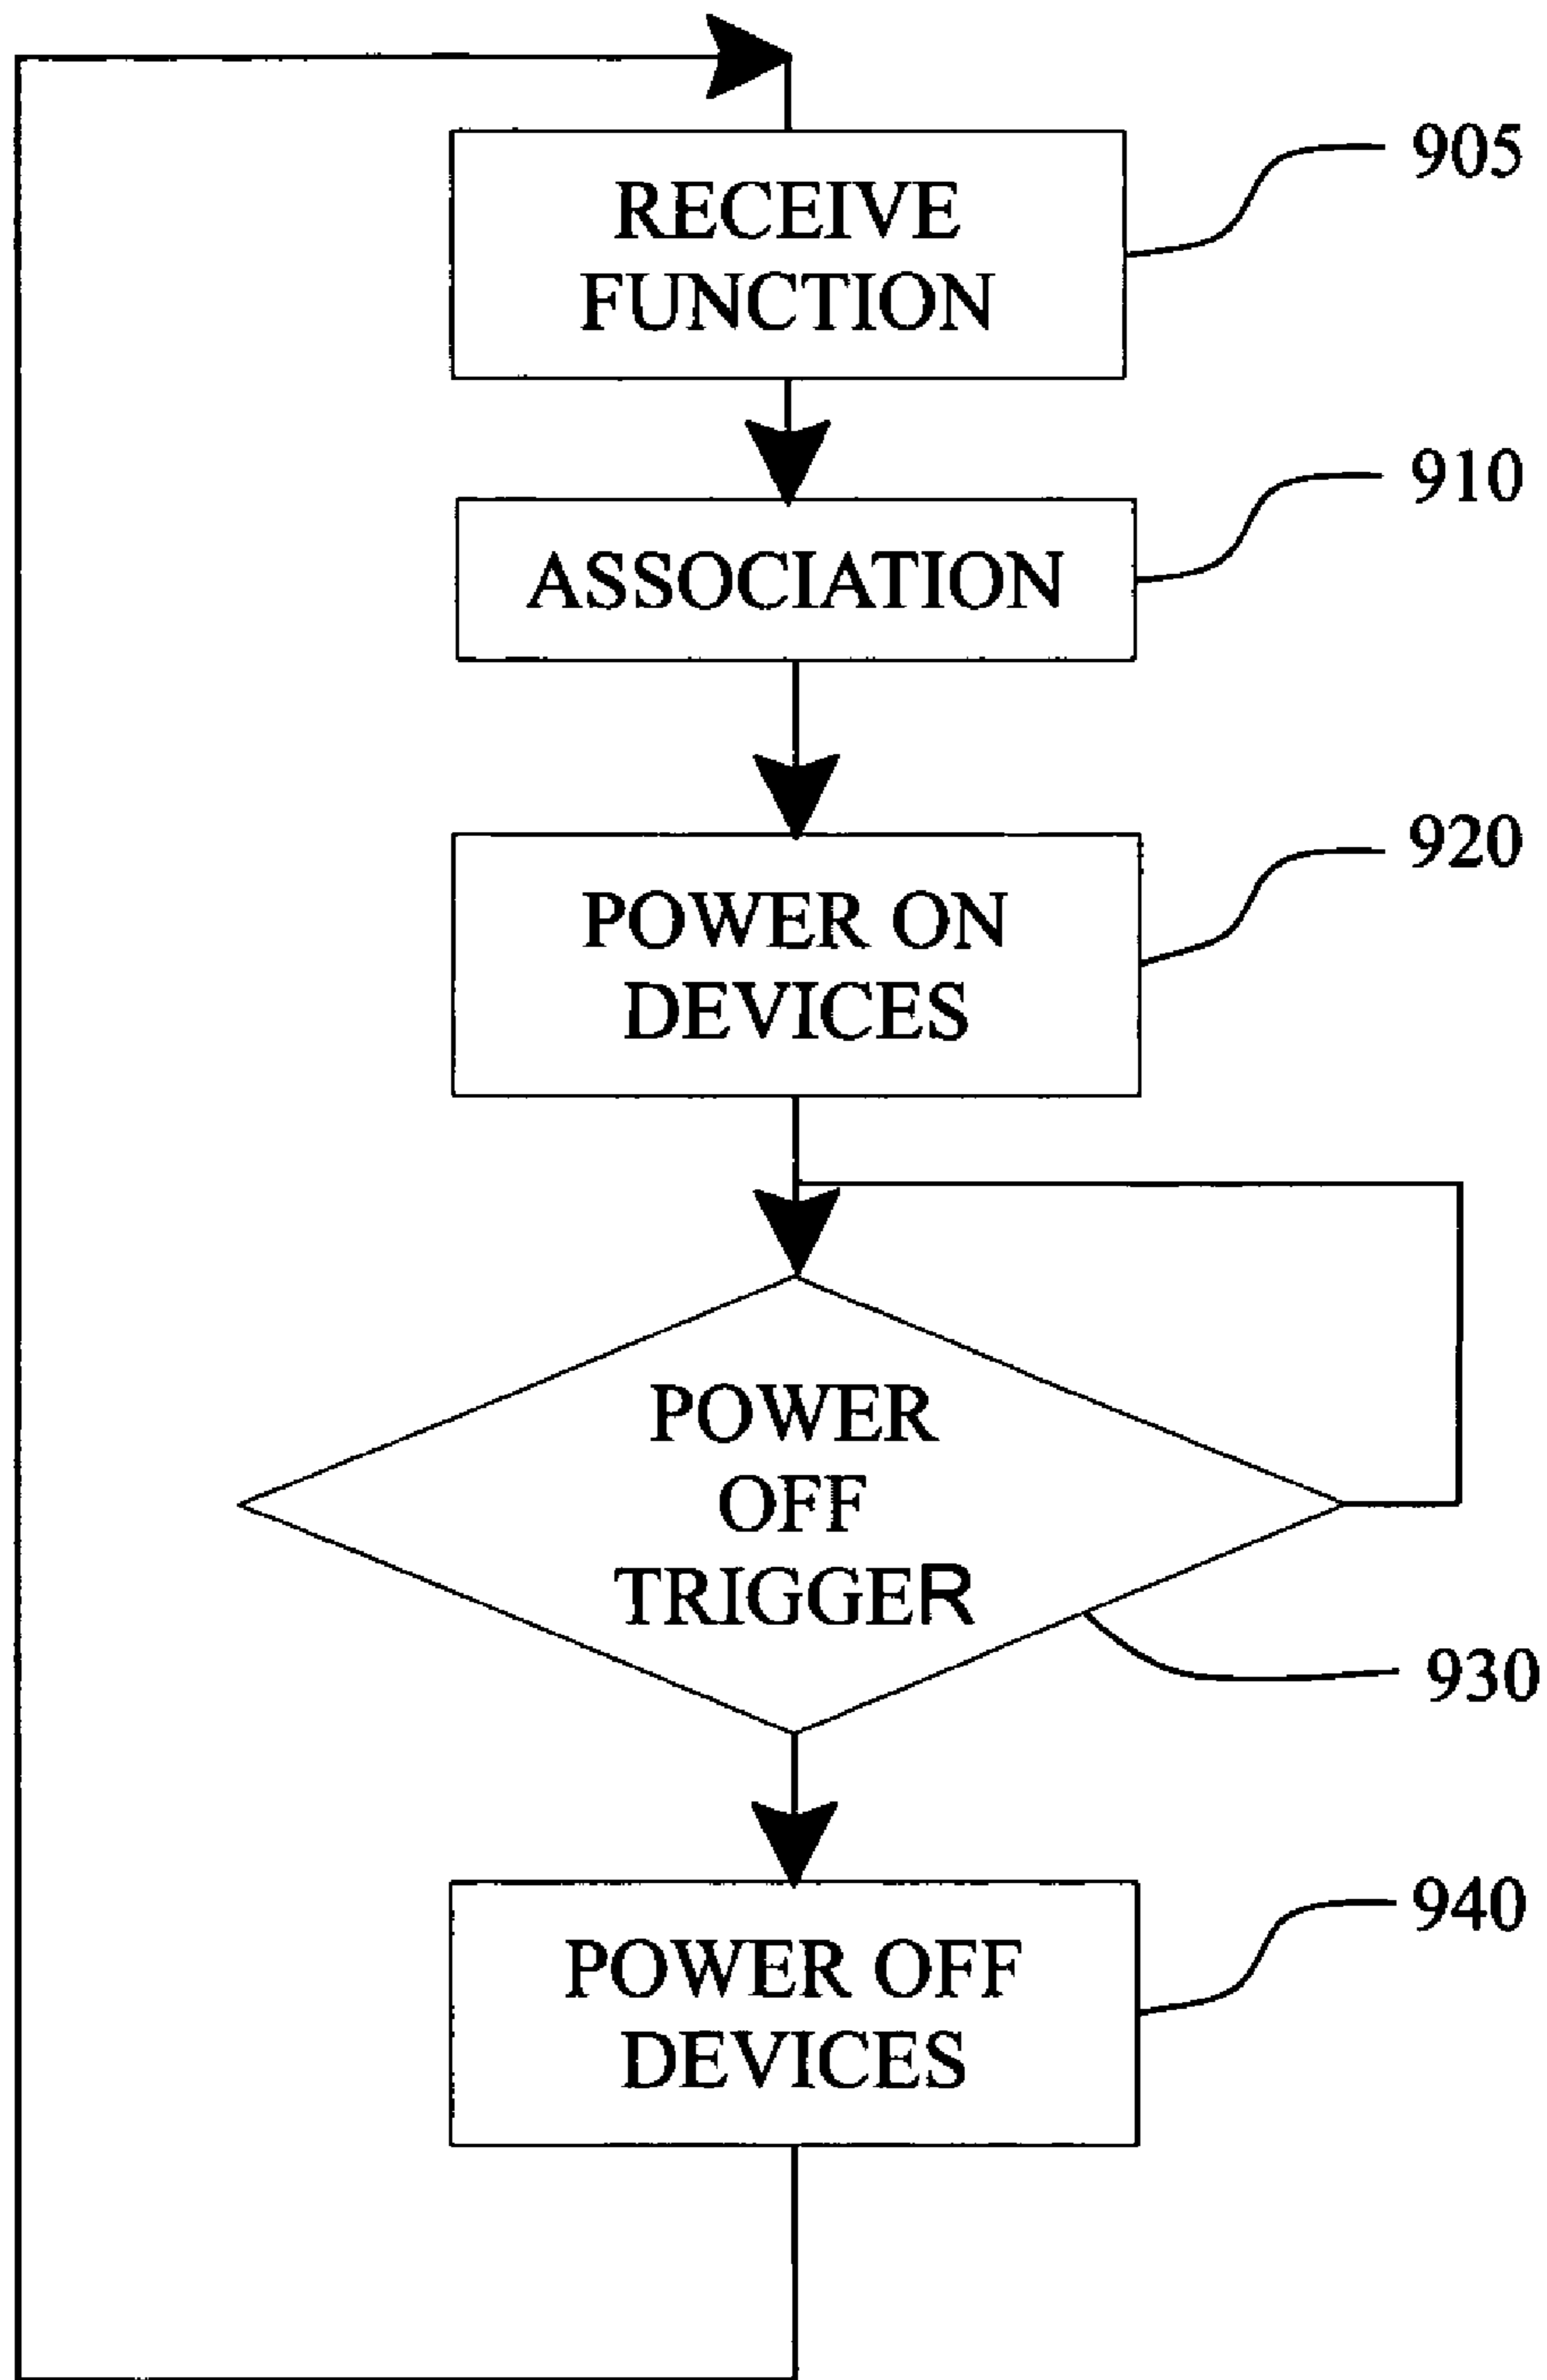 905
RECEIVE
FUNCTION
910
ASSOCIATION
920
POWER ON
DEVICES
POWER
OFF
TRIGGER
930
940
POWER OFF
DEVICES